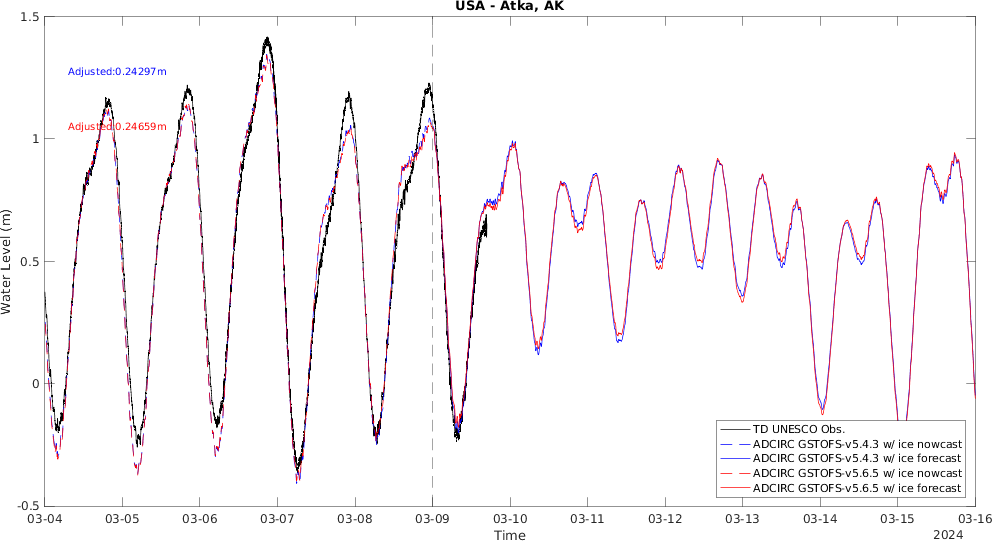 USA - Atka, AK
1.5
1
0.5
0
-0.5
Water Level (m)
Adjusted:0.24297m
Adjusted:0.24659m
TD UNESCO Obs.
ADCIRC GSTOFS-v5.4.3 w/ ice nowcast
ADCIRC GSTOFS-v5.4.3 w/ ice forecast
ADCIRC GSTOFS-v5.6.5 w/ ice nowcast
ADCIRC GSTOFS-v5.6.5 w/ ice forecast
03-04 03-05 03-06 03-07 03-08 03-09 03-10 03-11 03-12 03-13 03-14 03-15 03-16
Time
2024